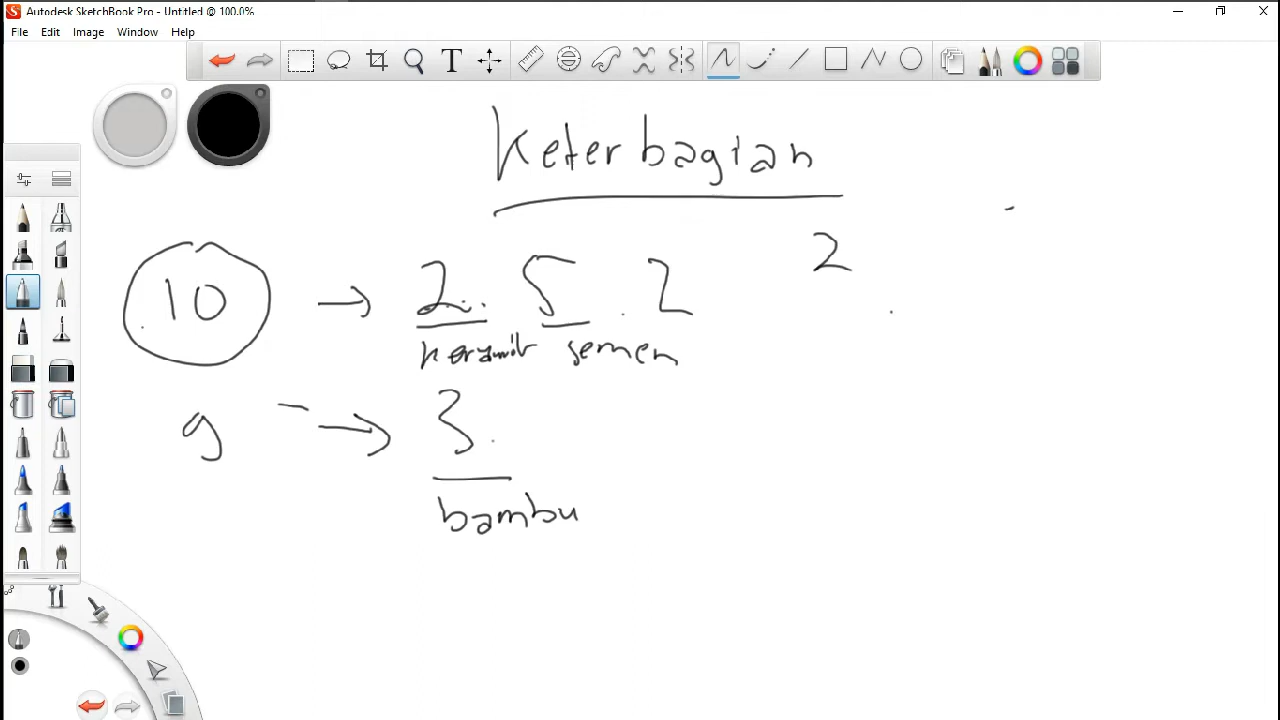 Autodesk SketchBook Pro - Untitled @ 100.0%
File Edit Image Window Help
T
Keterbagian
2
10 → 2 5 2
keramik semen
9 → 3
bambu